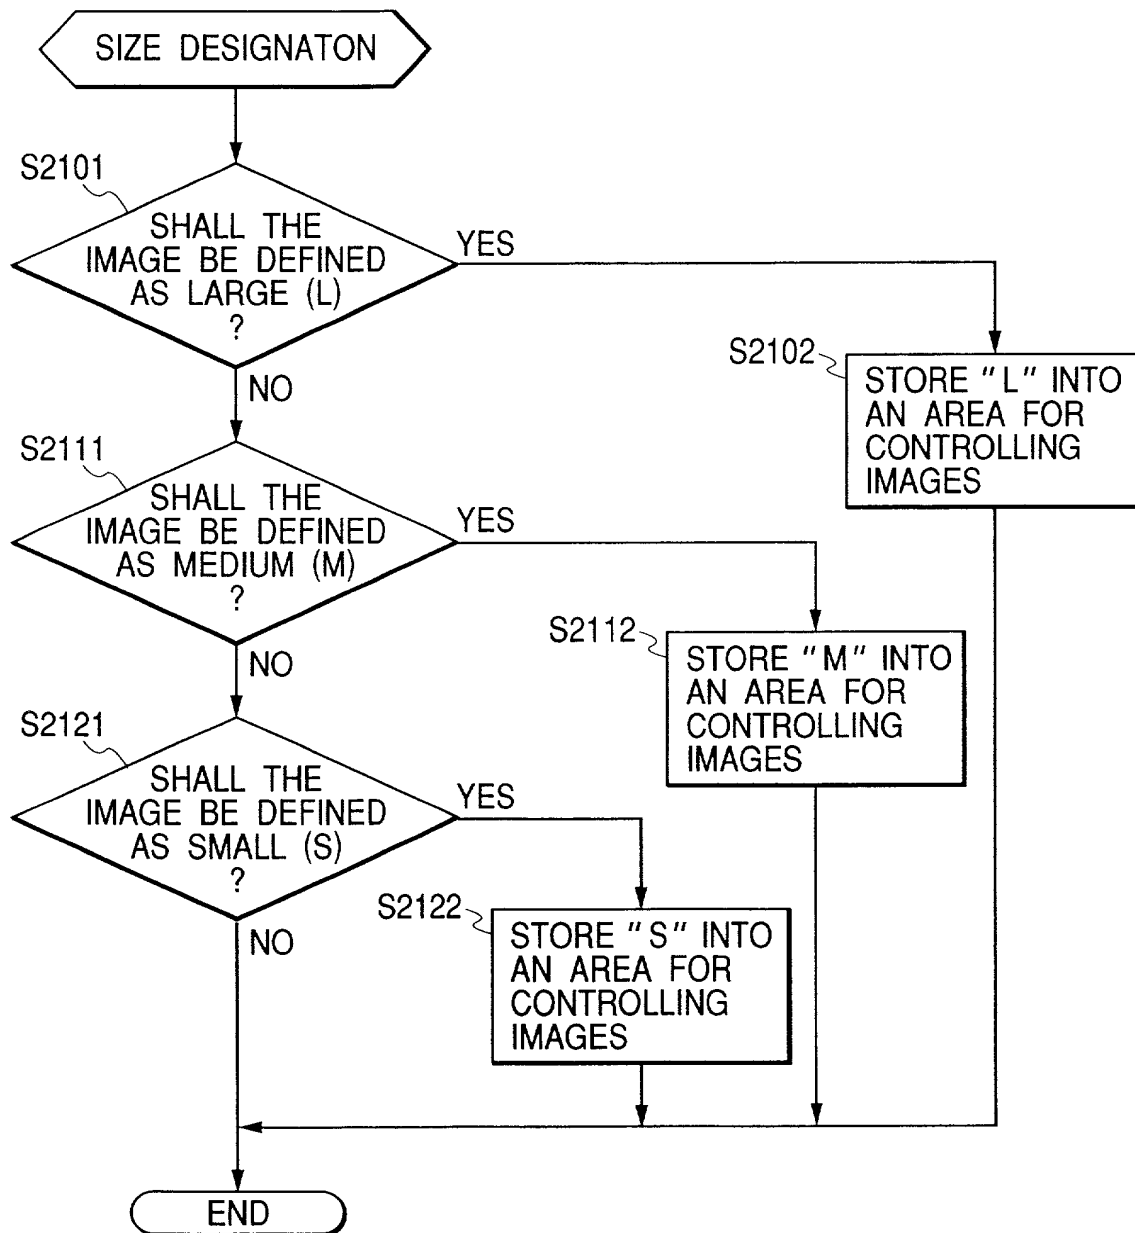 SIZE DESIGNATON
S2101
SHALL THE
IMAGE BE DEFINED
AS LARGE (L)
?
YES
NO
S2102
STORE "L" INTO
AN AREA FOR
CONTROLLING
IMAGES
S2111
SHALL THE
IMAGE BE DEFINED
AS MEDIUM (M)
?
YES
NO
S2112
STORE "M" INTO
AN AREA FOR
CONTROLLING
IMAGES
S2121
SHALL THE
IMAGE BE DEFINED
AS SMALL (S)
?
YES
NO
S2122
STORE "S" INTO
AN AREA FOR
CONTROLLING
IMAGES
END